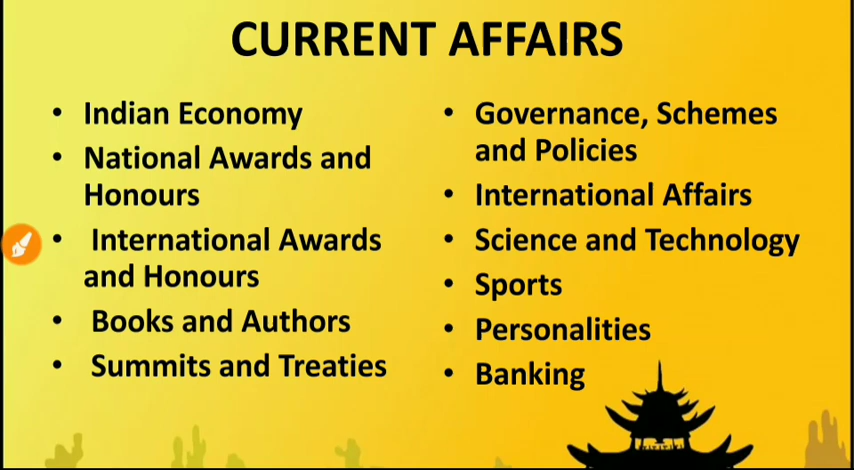 CURRENT AFFAIRS
• Indian Economy
• National Awards and
Honours
• International Awards
and Honours
• Books and Authors
• Summits and Treaties
• Governance, Schemes
and Policies
• International Affairs
• Science and Technology
• Sports
• Personalities
• Banking